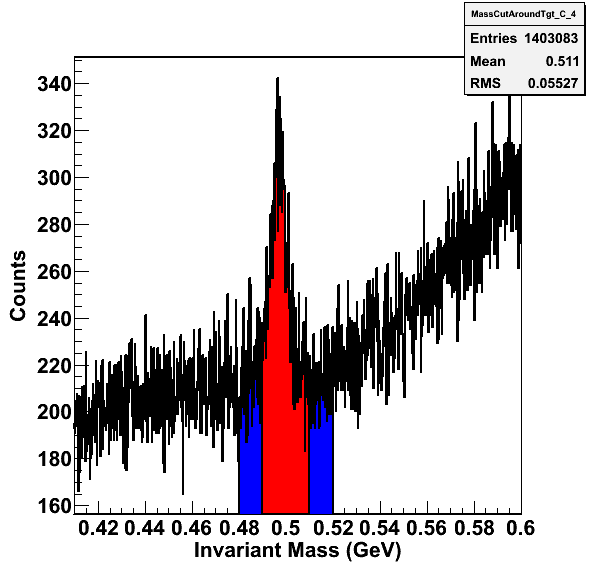 MassCutAroundTgt_C_4
Entries 1403083
Mean 0.511
RMS 0.05527
340
320
300
280
260
240
220
200
180
160
Counts
0.42 0.44 0.46 0.48 0.5 0.52 0.54 0.56 0.58 0.6
Invariant Mass (GeV)